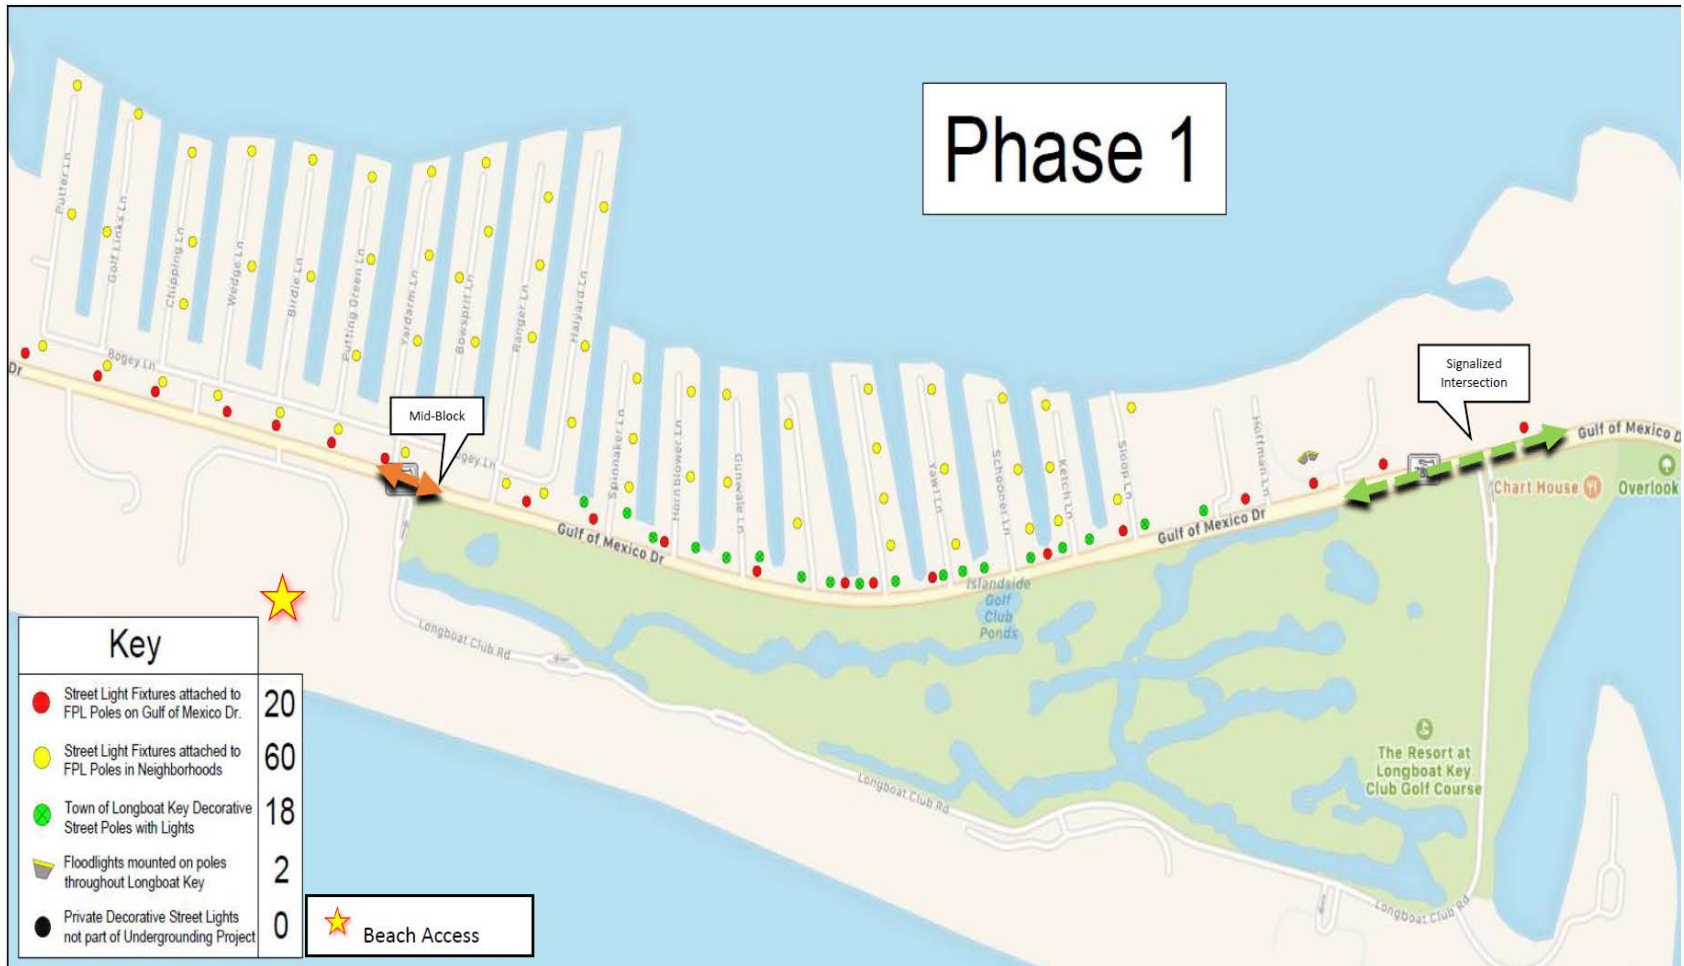 Phase 1
Putter Ln
Golf Links Ln
Chipping Ln
Wedge Ln
Birdie Ln
Putting Green Ln
Yardarm Ln
Bowsprit Ln
Ranger Ln
Halyard Ln
Signalized
Intersection
Dr
Bogey Ln
Mid-Block
ogey Ln
Spinnaker Ln
Hornblower Ln
Gunwale Ln
Yawl Ln
Schooner Ln
Ketch Ln
Sloop Ln
Hoffman Ln
Gulf of Mexico D
Chart House
Overlook
Gulf of Mexico Dr
Gulf of Mexico Dr
Islandside
Golf
Club
Ponds
Longboat Club Rd
The Resort at
Longboat Key
Club Golf Course
Longboat Club Rd
Longboat Club Rd
Key
Street Light Fixtures attached to
FPL Poles on Gulf of Mexico Dr.
20
Street Light Fixtures attached to
FPL Poles in Neighborhoods
60
Town of Longboat Key Decorative
Street Poles with Lights
18
Floodlights mounted on poles
throughout Longboat Key
2
Private Decorative Street Lights
not part of Undergrounding Project
0
Beach Access